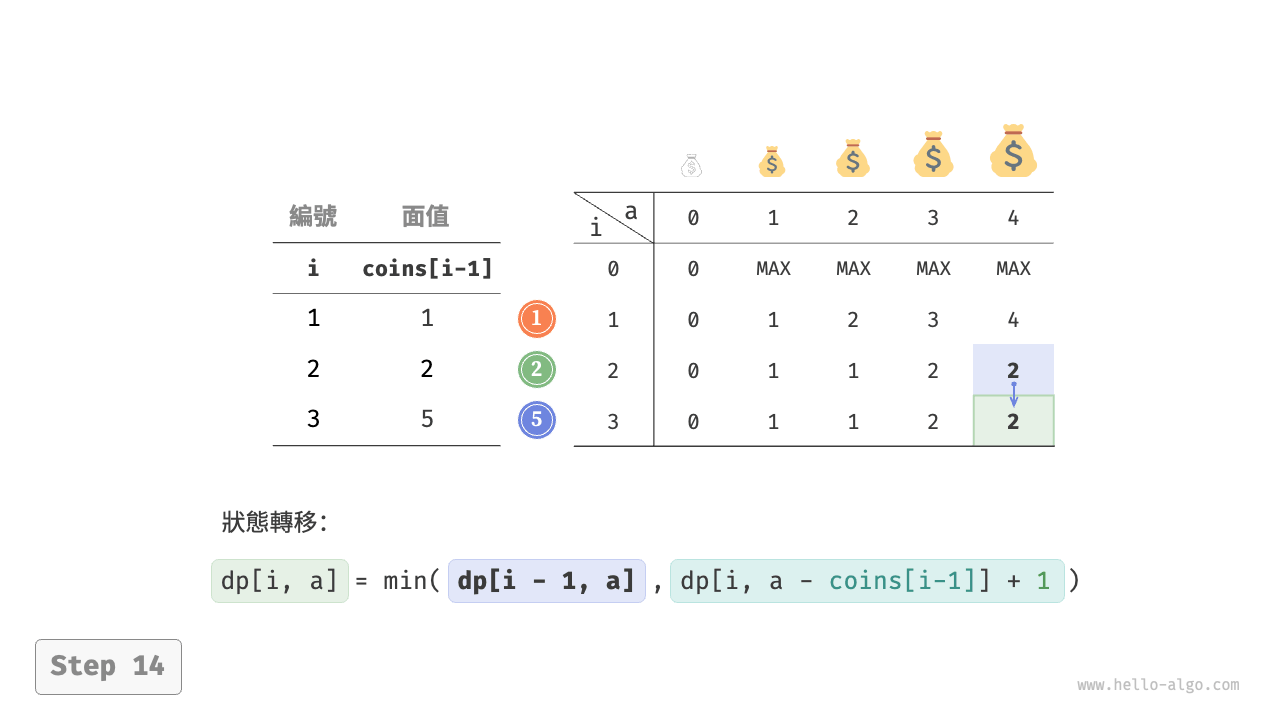 編號 面值
i coins[i-1]
1 1
2 2
3 5
1
2
5
$ $ $ $ $
i a 0 1 2 3 4
0 0 MAX MAX MAX MAX
1 0 1 2 3 4
2 0 1 1 2 2
3 0 1 1 2 2
狀態轉移：
dp[i, a] = min( dp[i - 1, a] , dp[i, a - coins[i-1]] + 1 )
Step 14
www.hello-algo.com